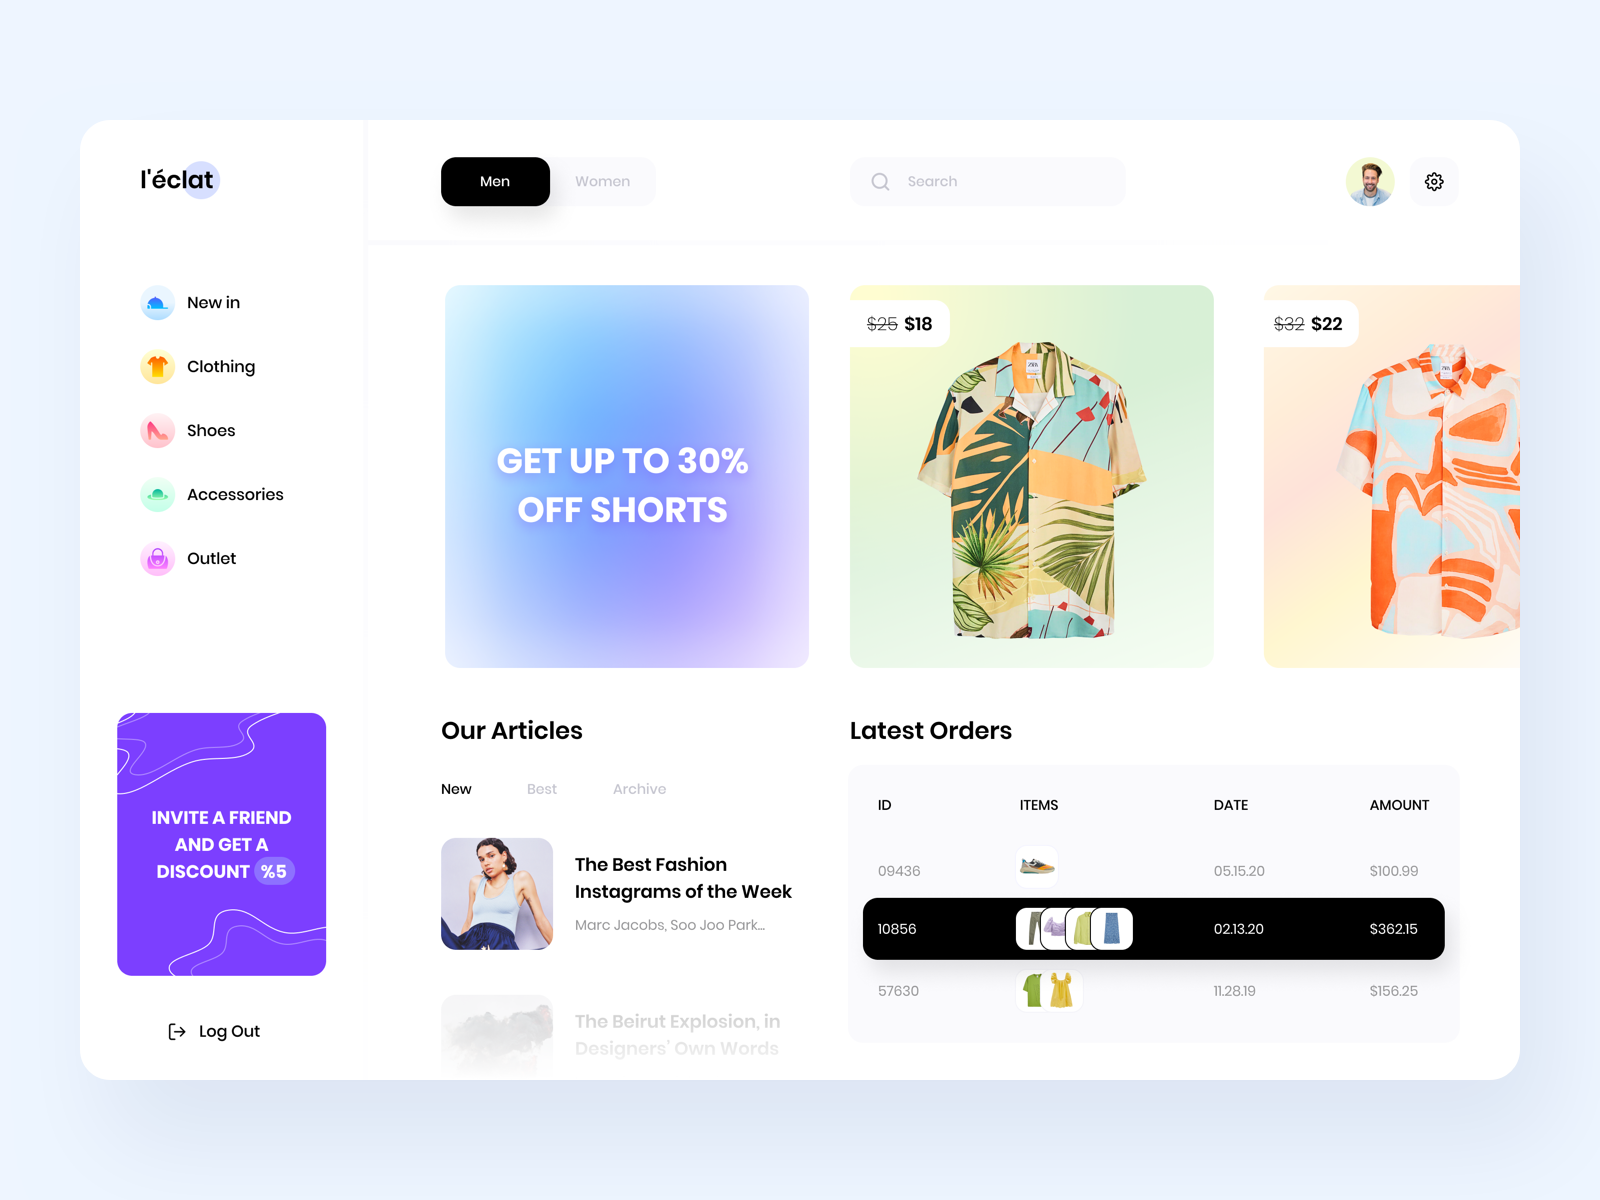 l'éclat
Men
Women
Search
New in
Clothing
Shoes
Accessories
Outlet
GET UP TO 30%
OFF SHORTS
$25 $18
$32 $22
INVITE A FRIEND
AND GET A
DISCOUNT %5
Log Out
Our Articles
New
Best
Archive
The Best Fashion
Instagrams of the Week
Marc Jacobs, Soo Joo Park...
The Beirut Explosion, in
Designers' Own Words
Latest Orders
ID ITEMS DATE AMOUNT
09436 05.15.20 $100.99
10856 02.13.20 $362.15
57630 11.28.19 $156.25